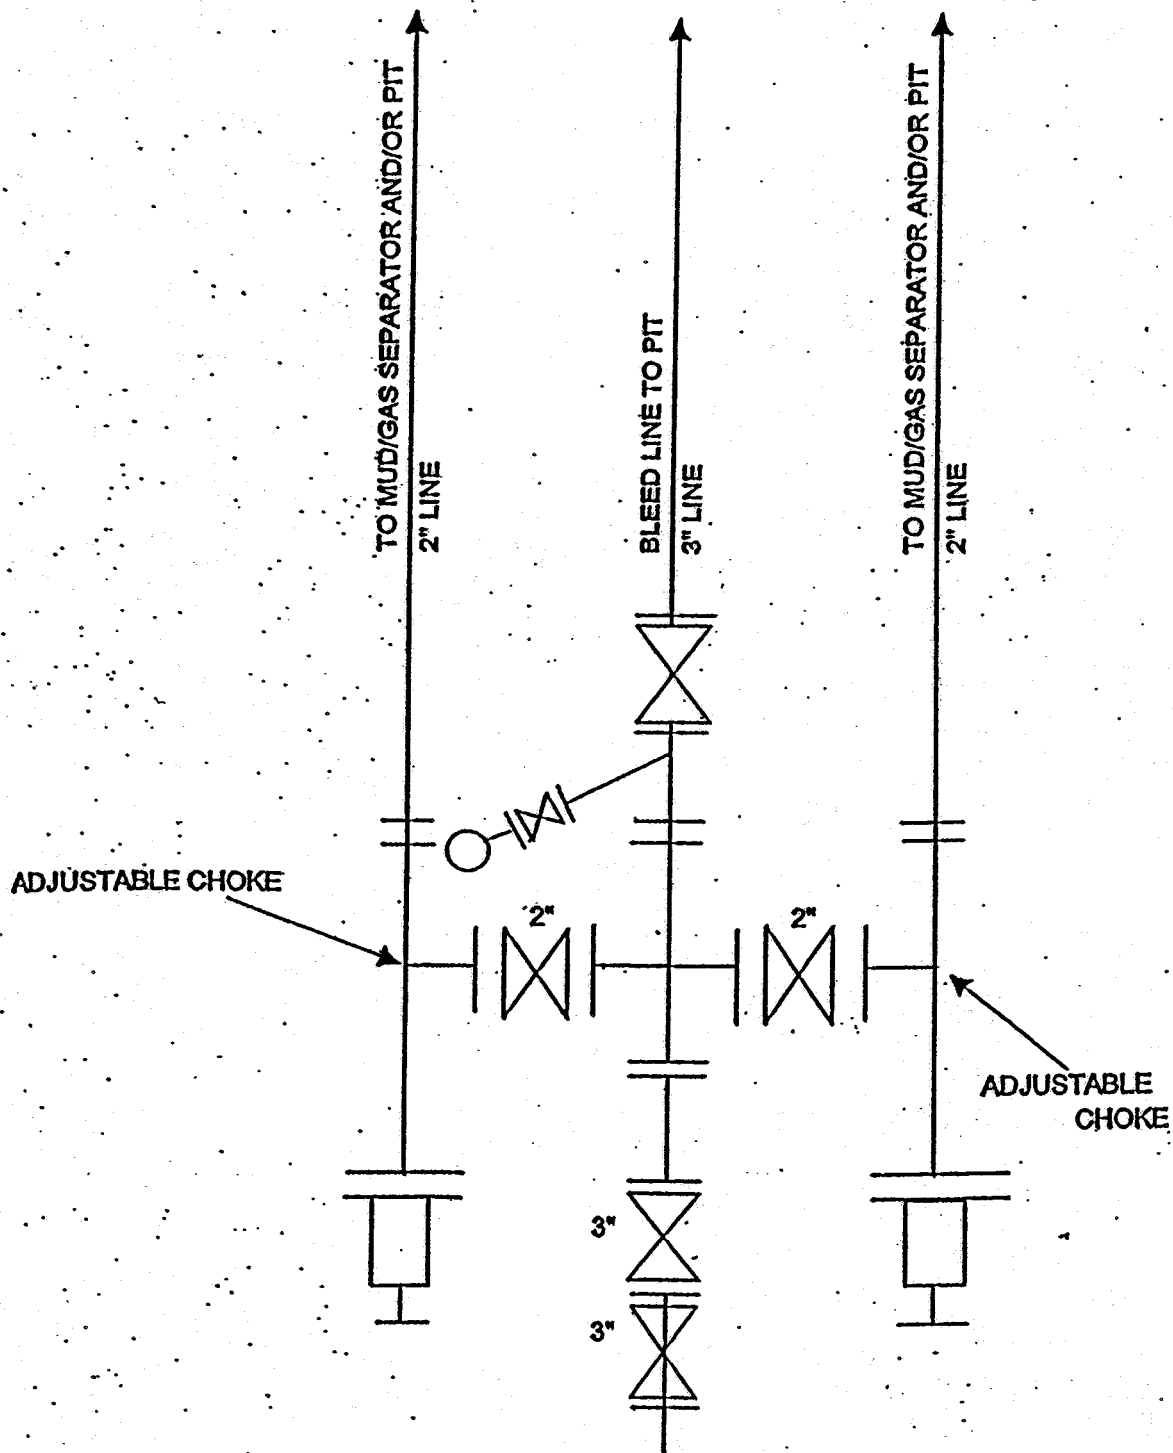 TO MUD/GAS SEPARATOR AND/OR PIT
2" LINE
BLEED LINE TO PIT
3" LINE
TO MUD/GAS SEPARATOR AND/OR PIT
2" LINE
ADJUSTABLE CHOKE
2"
2"
ADJUSTABLE
CHOKE
3"
3"